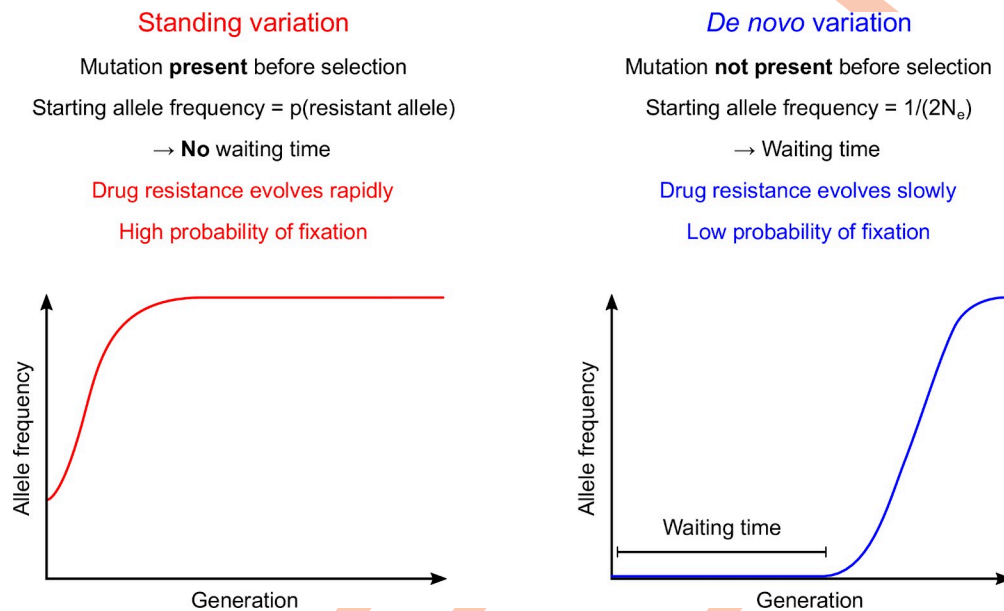 Standing variation
Mutation present before selection
Starting allele frequency = p(resistant allele)
→ No waiting time
Drug resistance evolves rapidly
High probability of fixation
Allele frequency
Generation
De novo variation
Mutation not present before selection
Starting allele frequency = 1/(2Nₑ)
→ Waiting time
Drug resistance evolves slowly
Low probability of fixation
Allele frequency
Waiting time
Generation